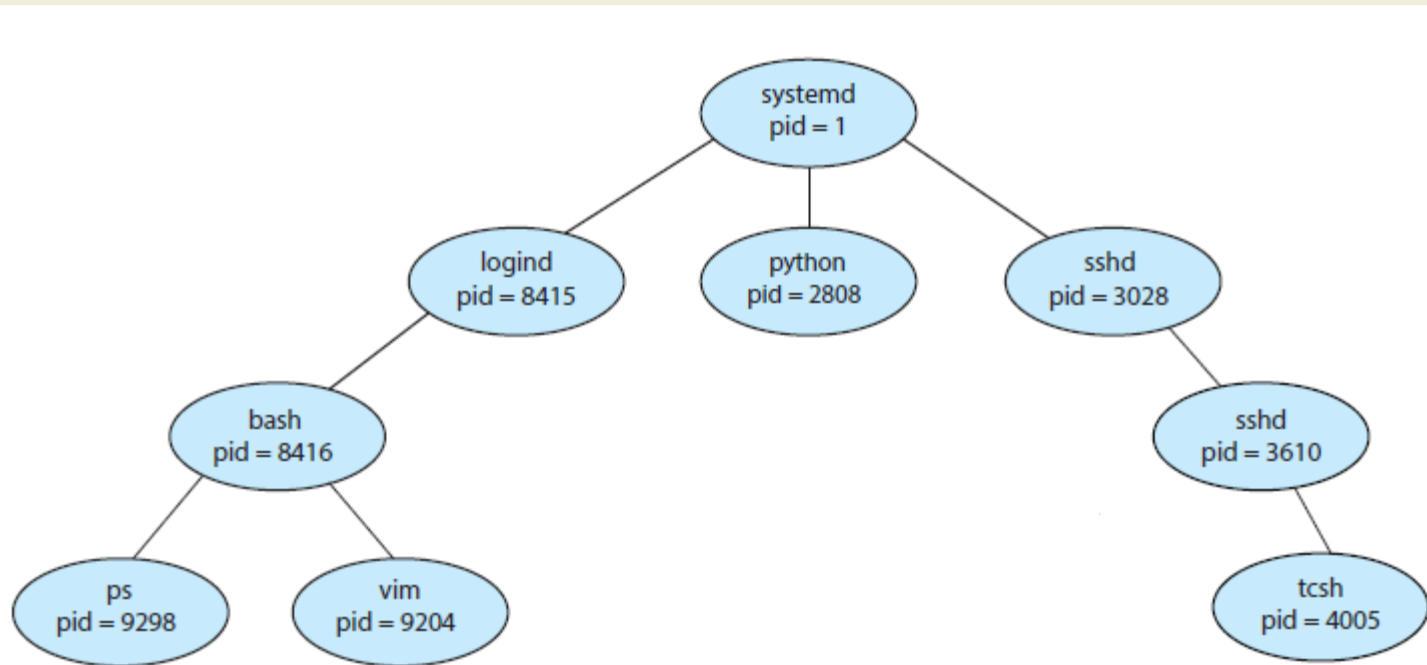 systemd
pid = 1
logind
pid = 8415
python
pid = 2808
sshd
pid = 3028
bash
pid = 8416
sshd
pid = 3610
ps
pid = 9298
vim
pid = 9204
tcsh
pid = 4005